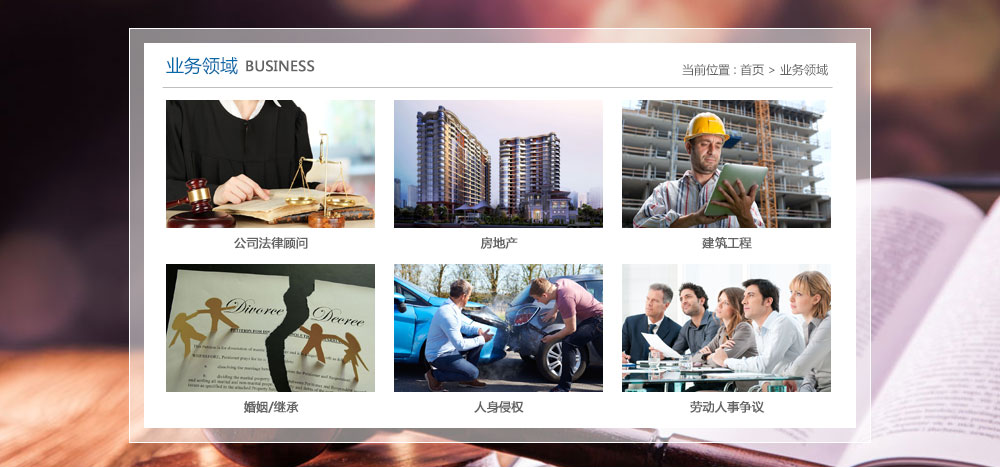 业务领域 BUSINESS
当前位置 : 首页 > 业务领域
公司法律顾问
房地产
建筑工程
Divorce Decree
婚姻/继承
人身侵权
劳动人事争议